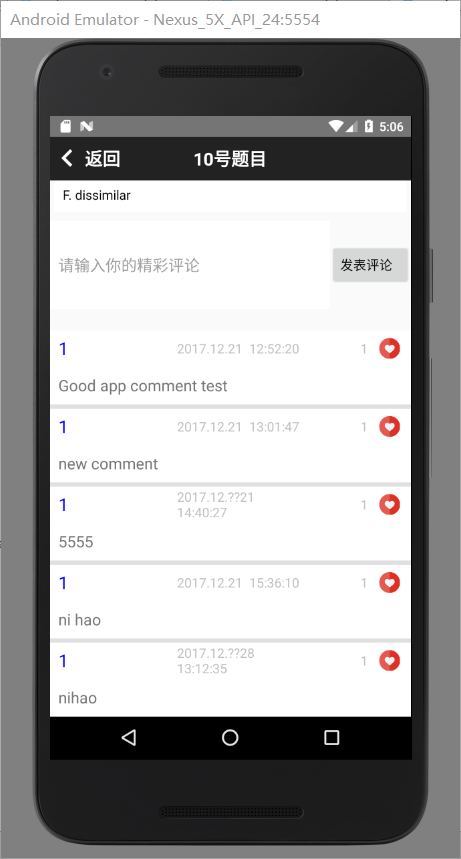 Android Emulator - Nexus_5X_API_24:5554
5:06
返回 10号题目
F. dissimilar
请输入你的精彩评论
发表评论
1 2017.12.21 12:52:20 1
Good app comment test
1 2017.12.21 13:01:47 1
new comment
1 2017.12.??21 1
14:40:27
5555
1 2017.12.21 15:36:10 1
ni hao
1 2017.12.??28 1
13:12:35
nihao